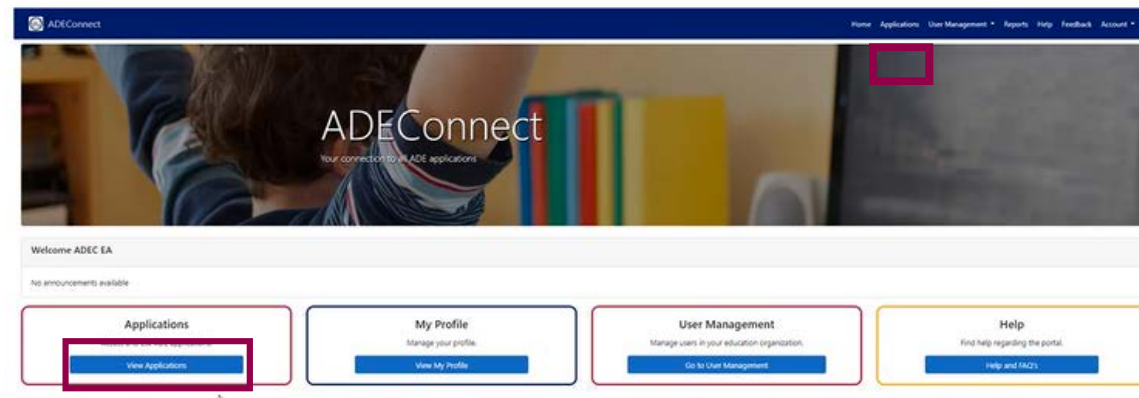 ADEConnect
Home Applications User Management Reports Help Feedback Account
ADEConnect
Your connection to all ADE applications
Welcome ADEC EA
No announcements available
Applications
View Applications
My Profile
Manage your profile.
View My Profile
User Management
Manage users in your education organization.
Go to User Management
Help
Find help regarding the portal.
Help and FAQ's